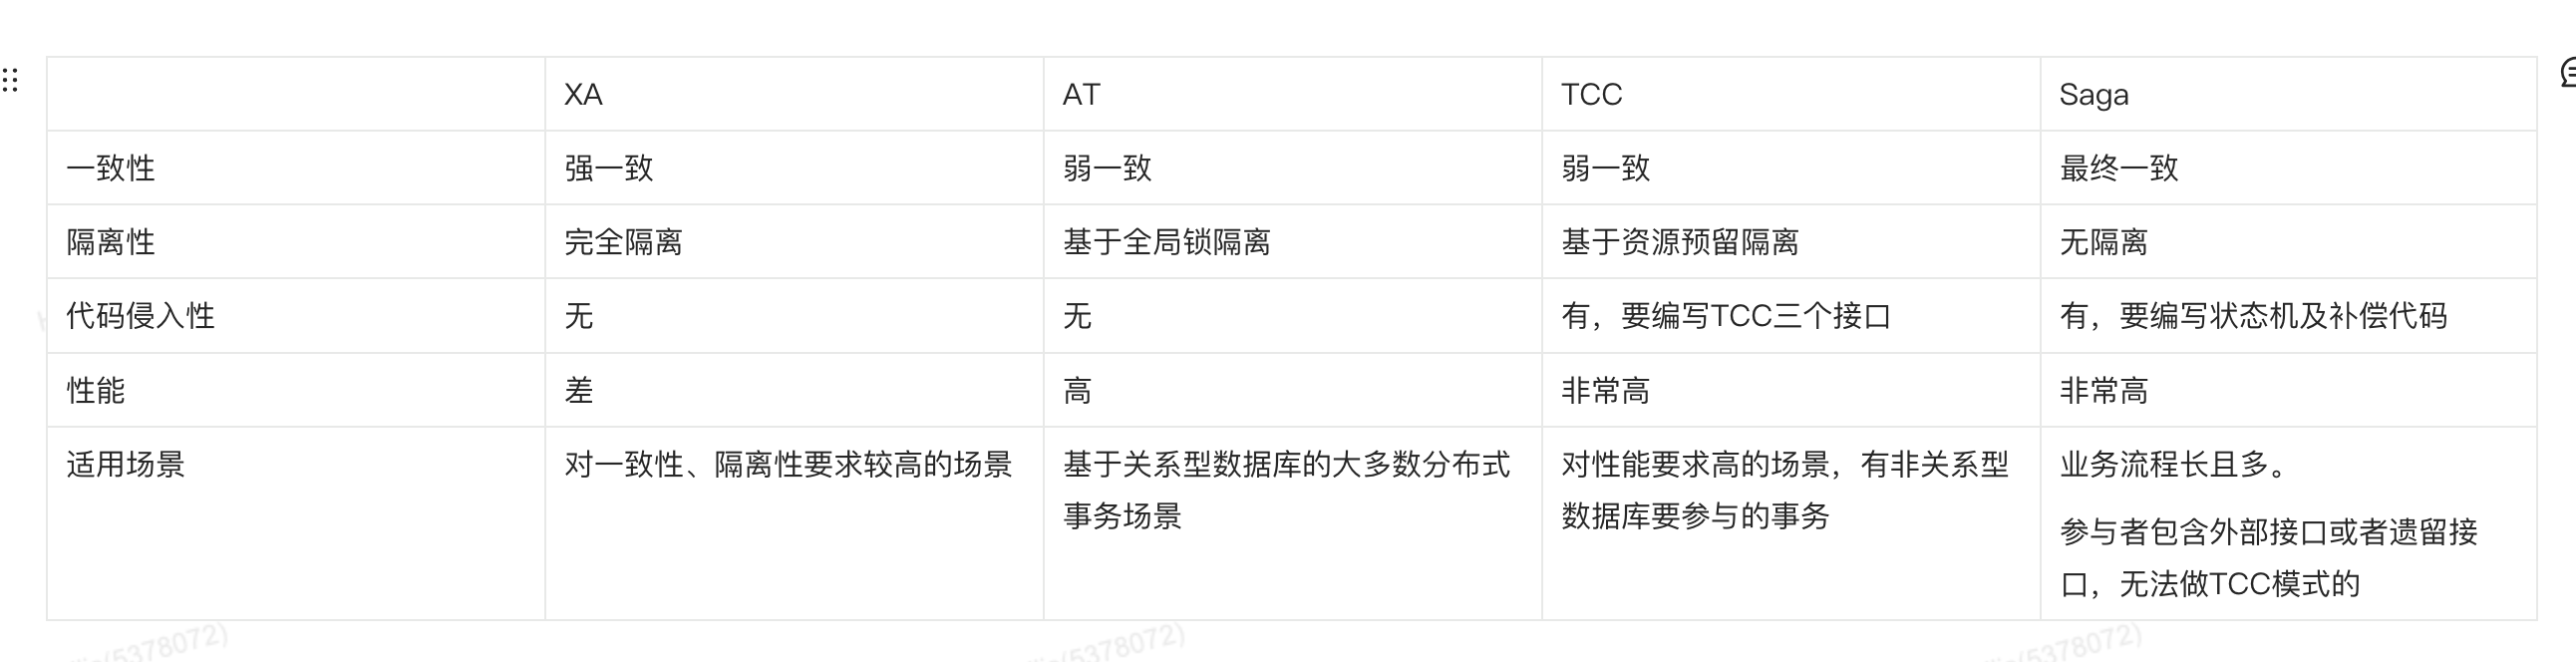 XA AT TCC Saga
一致性 强一致 弱一致 弱一致 最终一致
隔离性 完全隔离 基于全局锁隔离 基于资源预留隔离 无隔离
代码侵入性 无 无 有，要编写TCC三个接口 有，要编写状态机及补偿代码
性能 差 高 非常高 非常高
适用场景 对一致性、隔离性要求较高的场景 基于关系型数据库的大多数分布式 对性能要求高的场景，有非关系型 业务流程长且多。
事务场景 数据库要参与的事务 参与者包含外部接口或者遗留接
口，无法做TCC模式的
(5378072) (5378072) (5378072)